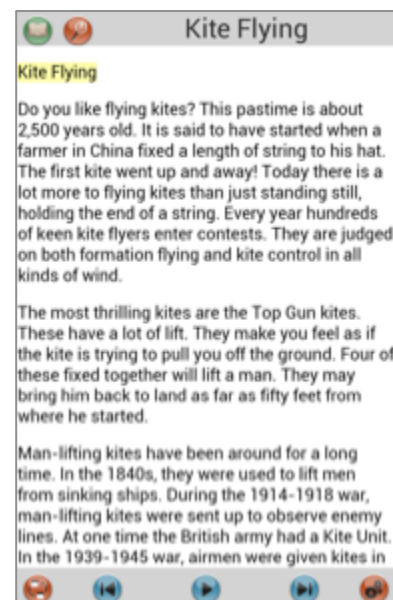 Kite Flying
Kite Flying
Do you like flying kites? This pastime is about
2,500 years old. It is said to have started when a
farmer in China fixed a length of string to his hat.
The first kite went up and away! Today there is a
lot more to flying kites than just standing still,
holding the end of a string. Every year hundreds
of keen kite flyers enter contests. They are judged
on both formation flying and kite control in all
kinds of wind.
The most thrilling kites are the Top Gun kites.
These have a lot of lift. They make you feel as if
the kite is trying to pull you off the ground. Four of
these fixed together will lift a man. They may
bring him back to land as far as fifty feet from
where he started.
Man-lifting kites have been around for a long
time. In the 1840s, they were used to lift men
from sinking ships. During the 1914-1918 war,
man-lifting kites were sent up to observe enemy
lines. At one time the British army had a Kite Unit.
In the 1939-1945 war, airmen were given kites in